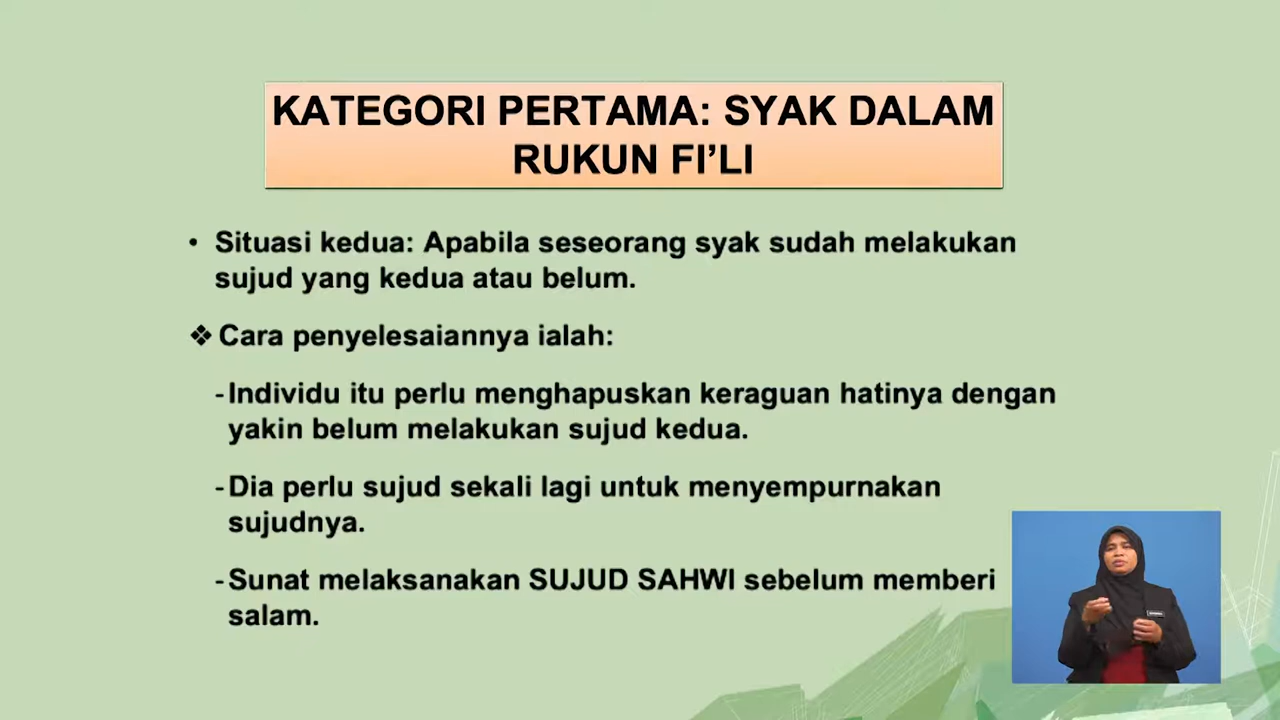 KATEGORI PERTAMA: SYAK DALAM
RUKUN FI'LI
• Situasi kedua: Apabila seseorang syak sudah melakukan
sujud yang kedua atau belum.
❖ Cara penyelesaiannya ialah:
-Individu itu perlu menghapuskan keraguan hatinya dengan
yakin belum melakukan sujud kedua.
-Dia perlu sujud sekali lagi untuk menyempurnakan
sujudnya.
-Sunat melaksanakan SUJUD SAHWI sebelum memberi
salam.